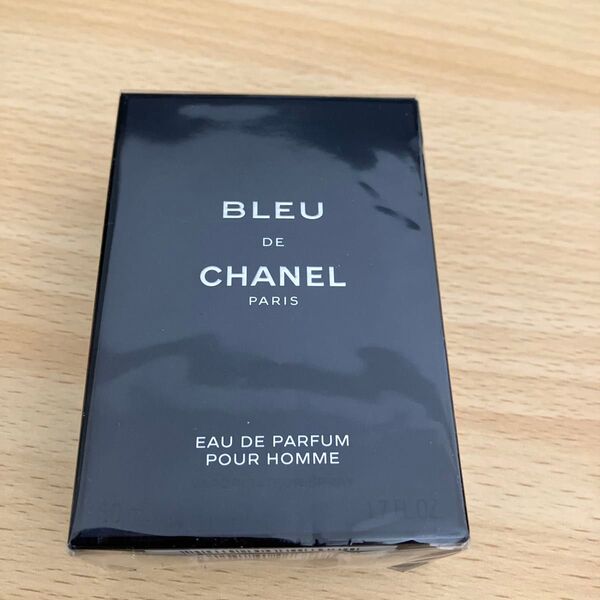 BLEU
DE
CHANEL
PARIS
EAU DE PARFUM
POUR HOMME
1.7 FL. OZ.